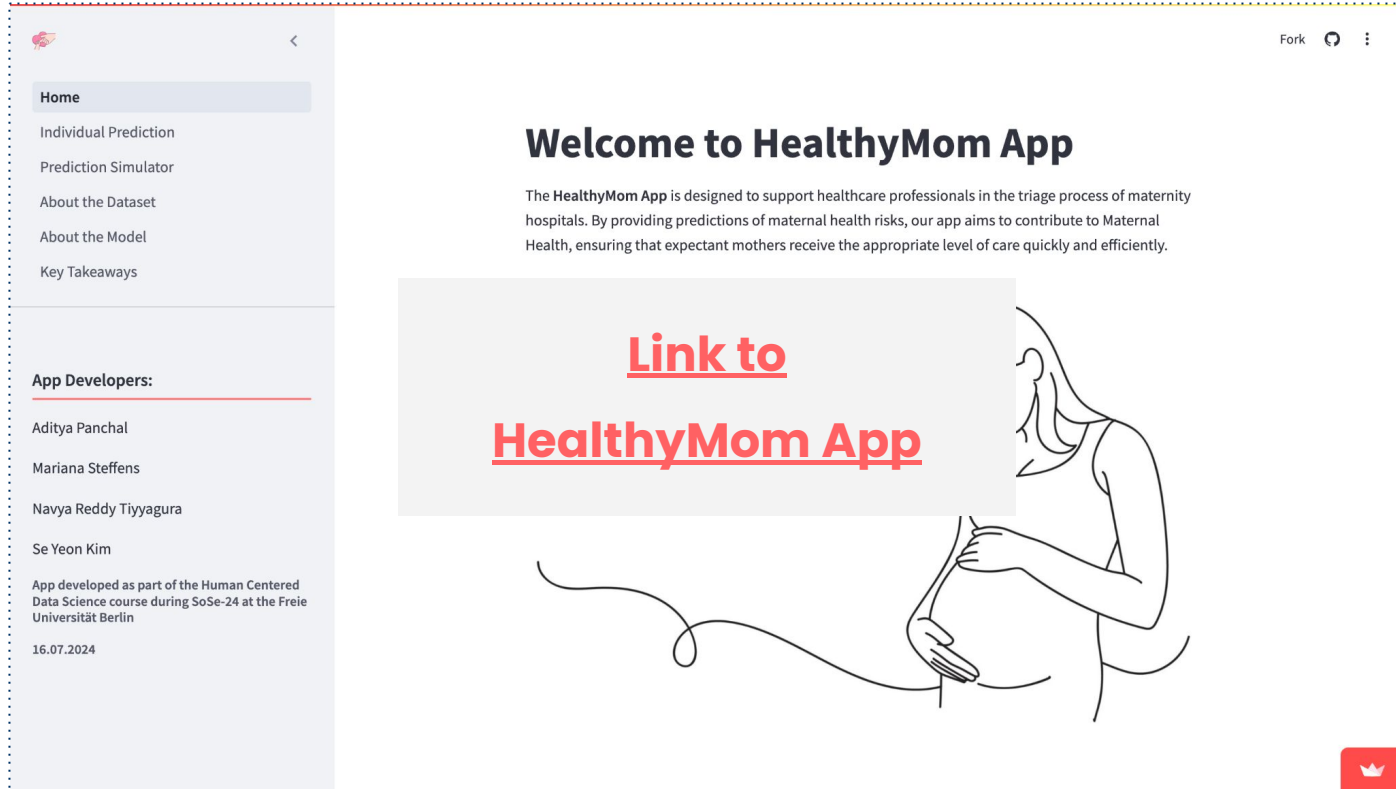 Fork
Home
Individual Prediction
Prediction Simulator
About the Dataset
About the Model
Key Takeaways
App Developers:
Aditya Panchal
Mariana Steffens
Navya Reddy Tiyyagura
Se Yeon Kim
App developed as part of the Human Centered
Data Science course during SoSe-24 at the Freie
Universität Berlin
16.07.2024
Welcome to HealthyMom App
The HealthyMom App is designed to support healthcare professionals in the triage process of maternity
hospitals. By providing predictions of maternal health risks, our app aims to contribute to Maternal
Health, ensuring that expectant mothers receive the appropriate level of care quickly and efficiently.
Link to
HealthyMom App